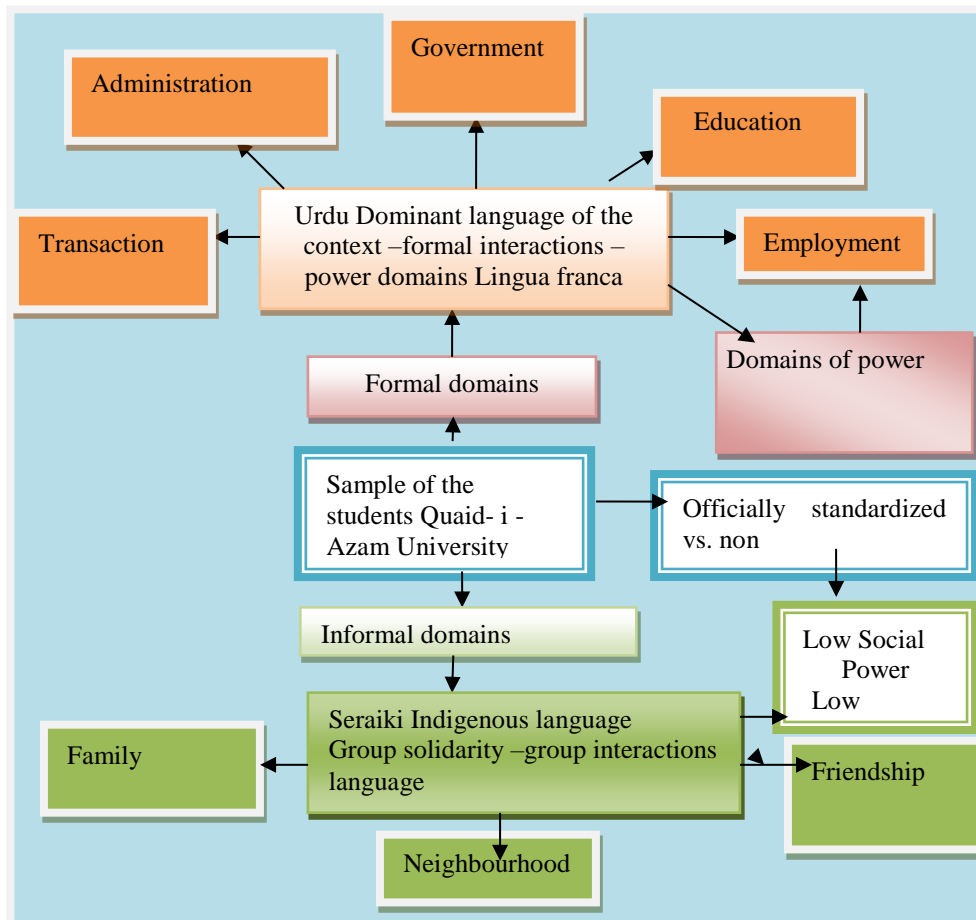 Government
Administration
Education
Urdu Dominant language of the
context –formal interactions –
power domains Lingua franca
Transaction
Employment
Domains of power
Formal domains
Sample of the
students Quaid- i -
Azam University
Officially standardized
vs. non
Informal domains
Low Social
Power
Low
Seraiki Indigenous language
Group solidarity –group interactions
language
Family
Friendship
Neighbourhood